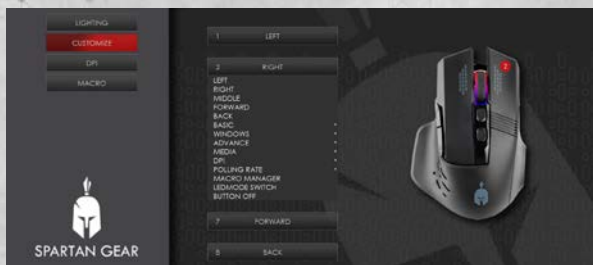 LIGHTING
CUSTOMIZE
DPI
MACRO
SPARTAN GEAR
1 LEFT
2 RIGHT
LEFT
RIGHT
MIDDLE
FORWARD
BACK
BASIC
WINDOWS
ADVANCE
MEDIA
DPI
POLLING RATE
MACRO MANAGER
LEDMODE SWITCH
BUTTON OFF
7 FORWARD
8 BACK
2